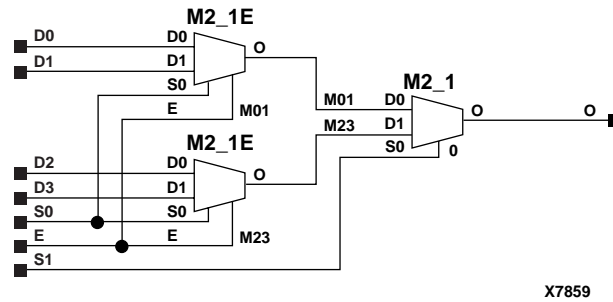 M2_1E
D0 D0
O
D1 D1
M2_1
S0
M01 D0
E M01
O O
M23 D1
M2_1E
S0 0
D2 D0
O
D3 D1
S0 S0
E E M23
S1
X7859